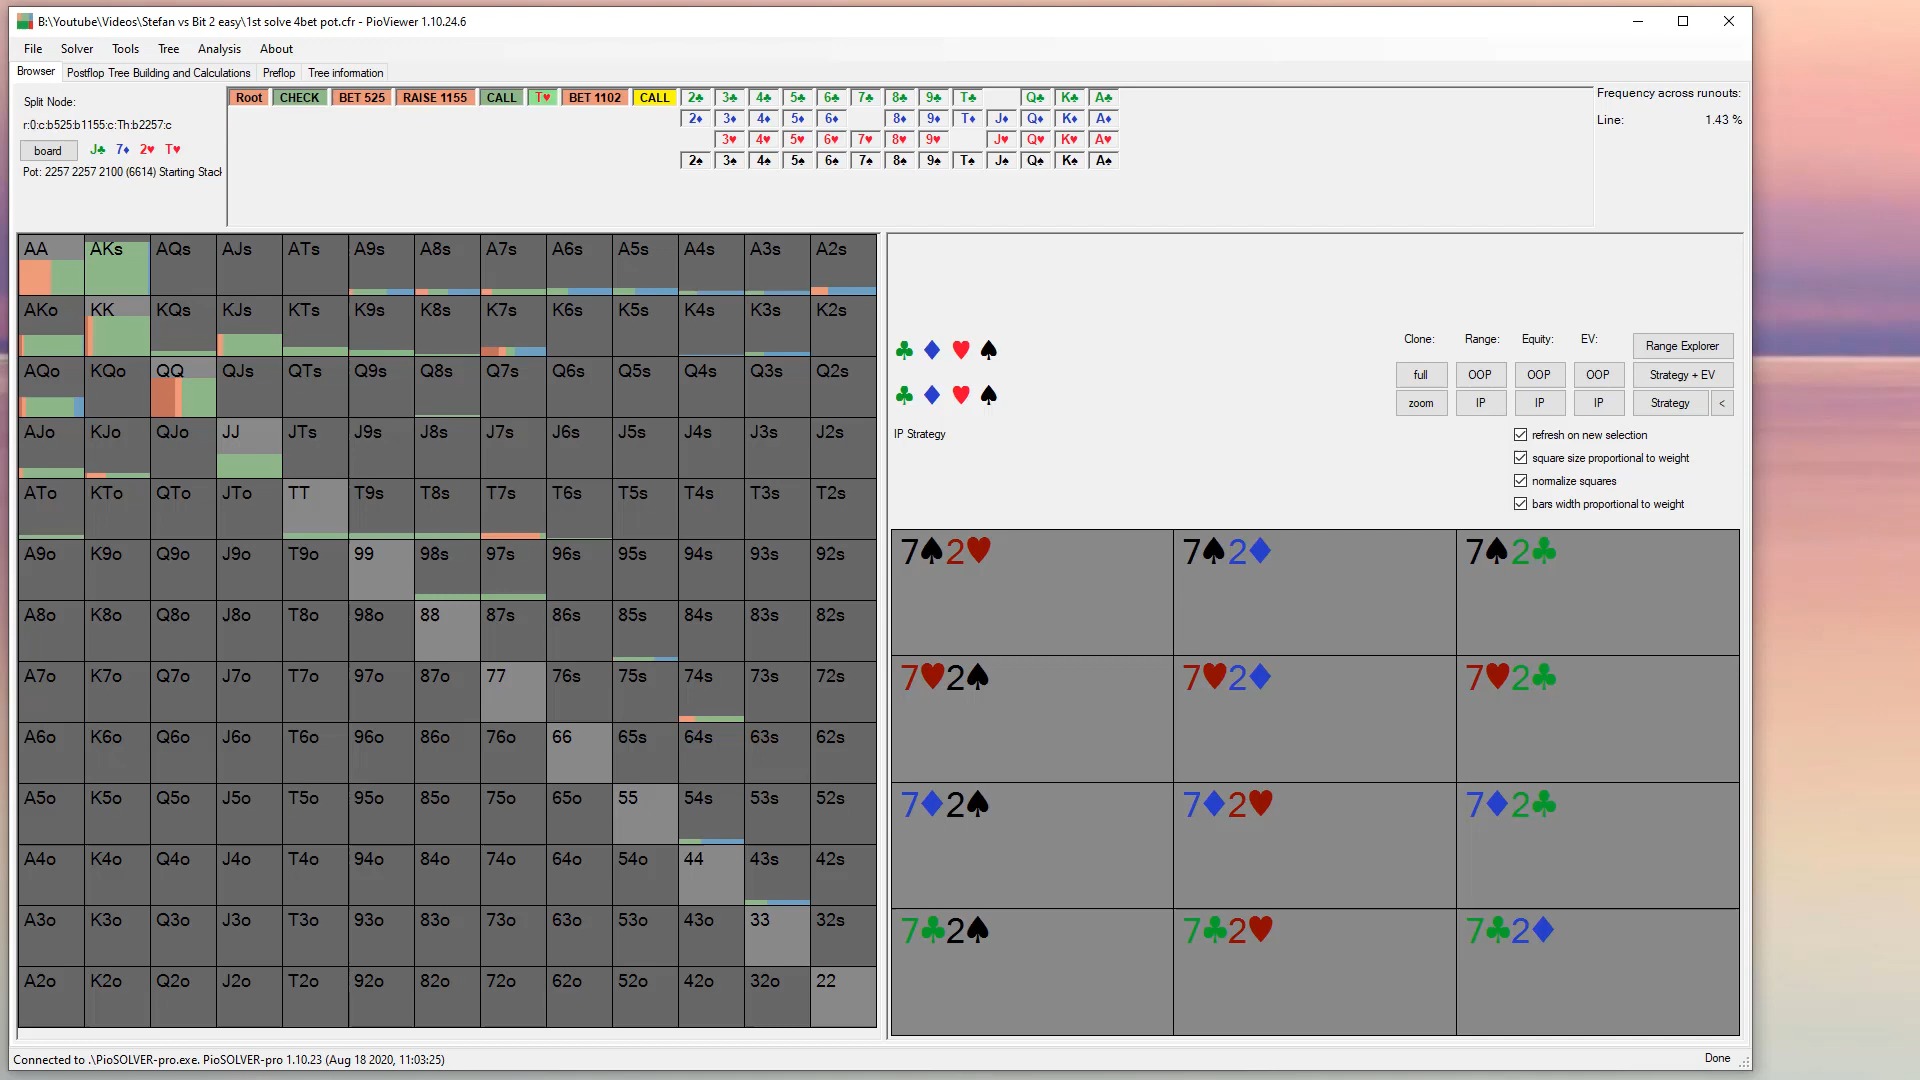 B:\Youtube\Videos\Stefan vs Bit 2 easy\1st solve 4bet pot.cfr - PioViewer 1.10.24.6
File Solver Tools Tree Analysis About
Browser Postflop Tree Building and Calculations Preflop Tree information
Split Node:
r:0:c:b525:b1155:c:Th:b2257:c
board J♣ 7♦ 2♥ T♥
Pot: 2257 2257 2100 (6614) Starting Stack
Root CHECK BET 525 RAISE 1155 CALL T♥ BET 1102 CALL
2♣ 3♣ 4♣ 5♣ 6♣ 7♣ 8♣ 9♣ T♣ Q♣ K♣ A♣
2♦ 3♦ 4♦ 5♦ 6♦ 8♦ 9♦ T♦ J♦ Q♦ K♦ A♦
3♥ 4♥ 5♥ 6♥ 7♥ 8♥ 9♥ J♥ Q♥ K♥ A♥
2♠ 3♠ 4♠ 5♠ 6♠ 7♠ 8♠ 9♠ T♠ J♠ Q♠ K♠ A♠
Frequency across runouts:
Line: 1.43 %
AA AKs AQs AJs ATs A9s A8s A7s A6s A5s A4s A3s A2s
AKo KK KQs KJs KTs K9s K8s K7s K6s K5s K4s K3s K2s
AQo KQo QQ QJs QTs Q9s Q8s Q7s Q6s Q5s Q4s Q3s Q2s
AJo KJo QJo JJ JTs J9s J8s J7s J6s J5s J4s J3s J2s
ATo KTo QTo JTo TT T9s T8s T7s T6s T5s T4s T3s T2s
A9o K9o Q9o J9o T9o 99 98s 97s 96s 95s 94s 93s 92s
A8o K8o Q8o J8o T8o 98o 88 87s 86s 85s 84s 83s 82s
A7o K7o Q7o J7o T7o 97o 87o 77 76s 75s 74s 73s 72s
A6o K6o Q6o J6o T6o 96o 86o 76o 66 65s 64s 63s 62s
A5o K5o Q5o J5o T5o 95o 85o 75o 65o 55 54s 53s 52s
A4o K4o Q4o J4o T4o 94o 84o 74o 64o 54o 44 43s 42s
A3o K3o Q3o J3o T3o 93o 83o 73o 63o 53o 43o 33 32s
A2o K2o Q2o J2o T2o 92o 82o 72o 62o 52o 42o 32o 22
♣ ♦ ♥ ♠
♣ ♦ ♥ ♠
IP Strategy
Clone: Range: Equity: EV: Range Explorer
full OOP OOP OOP Strategy + EV
zoom IP IP IP Strategy <
refresh on new selection
square size proportional to weight
normalize squares
bars width proportional to weight
7♠2♥ 7♠2♦ 7♠2♣
7♥2♠ 7♥2♦ 7♥2♣
7♦2♠ 7♦2♥ 7♦2♣
7♣2♠ 7♣2♥ 7♣2♦
Connected to .\PioSOLVER-pro.exe. PioSOLVER-pro 1.10.23 (Aug 18 2020, 11:03:25)
Done